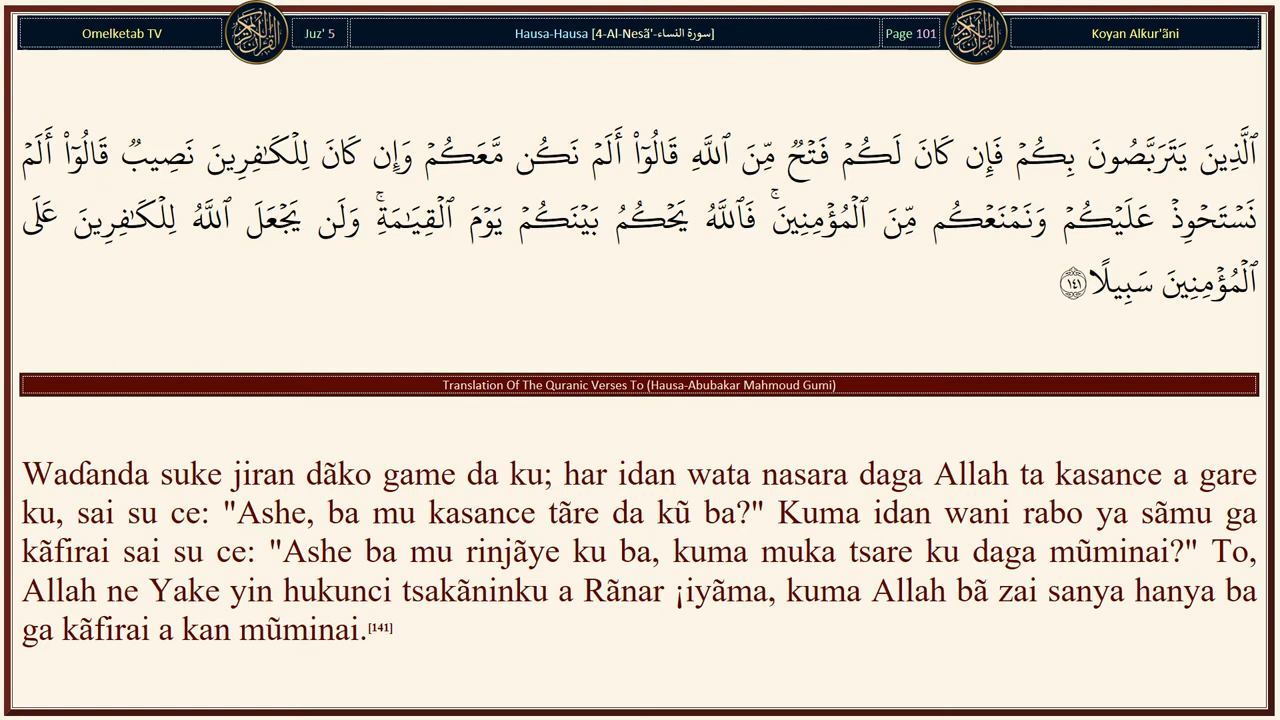 Omelketab TV
Juz' 5
Hausa-Hausa [4-Al-Nesã'-سورة النساء]
Page 101
Koyan Alkur'ãni
ٱلَّذِينَ يَتَرَبَّصُونَ بِكُمۡ فَإِن كَانَ لَكُمۡ فَتۡحٌ مِّنَ ٱللَّهِ قَالُوٓاْ أَلَمۡ نَكُن مَّعَكُمۡ وَإِن كَانَ لِلۡكَٰفِرِينَ نَصِيبٌ قَالُوٓاْ أَلَمۡ
نَسۡتَحۡوِذۡ عَلَيۡكُمۡ وَنَمۡنَعۡكُم مِّنَ ٱلۡمُؤۡمِنِينَۚ فَٱللَّهُ يَحۡكُمُ بَيۡنَكُمۡ يَوۡمَ ٱلۡقِيَٰمَةِۚ وَلَن يَجۡعَلَ ٱللَّهُ لِلۡكَٰفِرِينَ عَلَى
ٱلۡمُؤۡمِنِينَ سَبِيلًا ١٤١
Translation Of The Quranic Verses To (Hausa-Abubakar Mahmoud Gumi)
Waɗanda suke jiran dãko game da ku; har idan wata nasara daga Allah ta kasance a gare
ku, sai su ce: "Ashe, ba mu kasance tãre da kũ ba?" Kuma idan wani rabo ya sãmu ga
kãfirai sai su ce: "Ashe ba mu rinjãye ku ba, kuma muka tsare ku daga mũminai?" To,
Allah ne Yake yin hukunci tsakãninku a Rãnar ¡iyãma, kuma Allah bã zai sanya hanya ba
ga kãfirai a kan mũminai.[141]